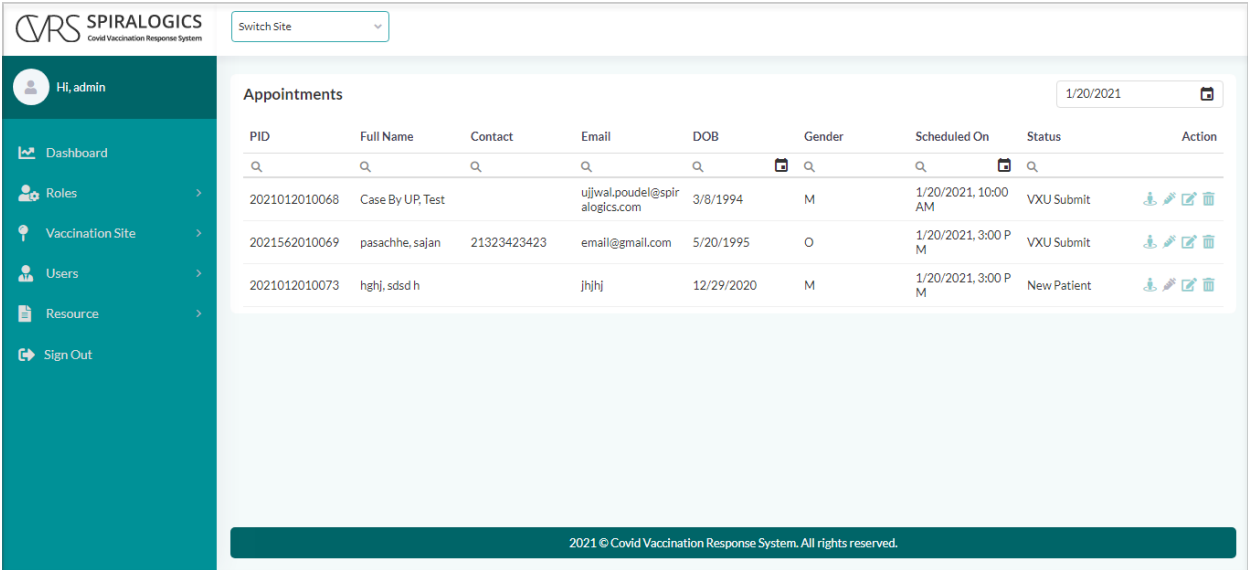 CVRS SPIRALOGICS
Covid Vaccination Response System
Switch Site
Hi, admin
Dashboard
Roles
Vaccination Site
Users
Resource
Sign Out
Appointments
1/20/2021
PID Full Name Contact Email DOB Gender Scheduled On Status Action
2021012010068 Case By UP, Test ujjwal.poudel@spir 3/8/1994 M 1/20/2021, 10:00 VXU Submit
alogics.com AM
2021562010069 pasachhe, sajan 21323423423 email@gmail.com 5/20/1995 O 1/20/2021, 3:00 P VXU Submit
M
2021012010073 hghj, sdsd h jhjhj 12/29/2020 M 1/20/2021, 3:00 P New Patient
M
2021 © Covid Vaccination Response System. All rights reserved.